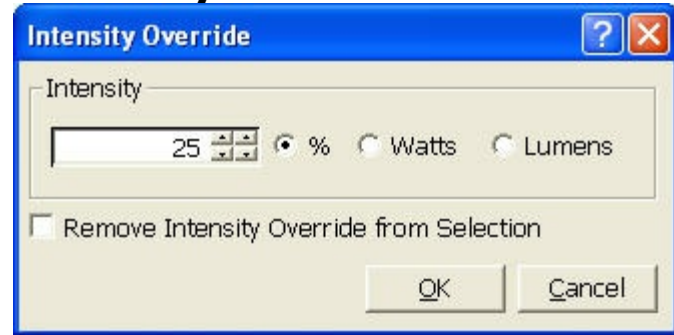 Intensity Override
Intensity
25 % Watts Lumens
Remove Intensity Override from Selection
OK Cancel